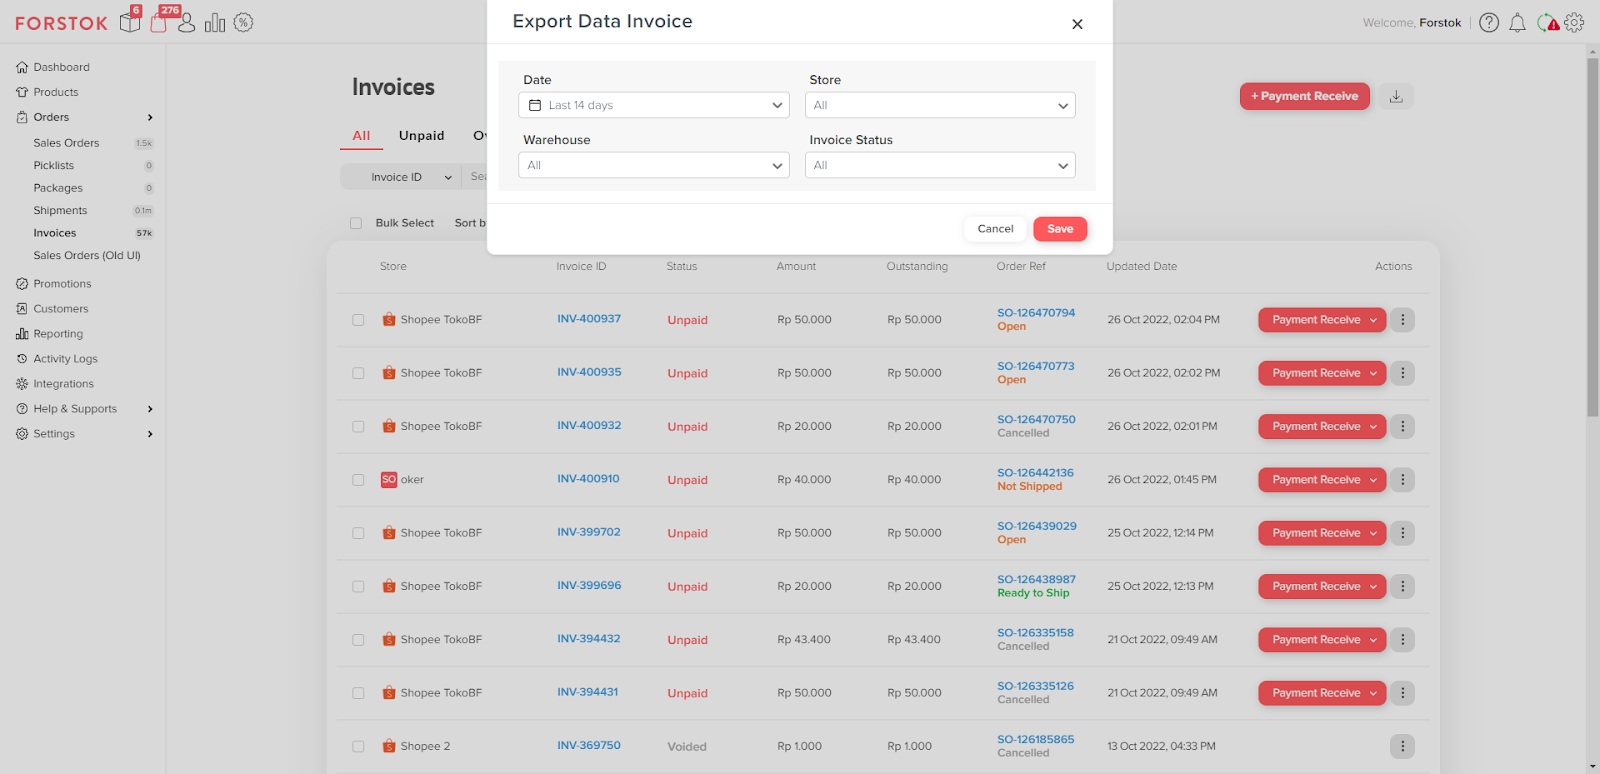 FORSTOK
6
276
Export Data Invoice
Welcome, Forstok
Dashboard
Products
Orders
Sales Orders 1.5k
Picklists 0
Packages 0
Shipments 0.1m
Invoices 57k
Sales Orders (Old UI)
Promotions
Customers
Reporting
Activity Logs
Integrations
Help & Supports
Settings
Invoices
+ Payment Receive
All Unpaid
Invoice ID
Bulk Select Sort
Date Store
Last 14 days All
Warehouse Invoice Status
All All
Cancel Save
Store Invoice ID Status Amount Outstanding Order Ref Updated Date Actions
Shopee TokoBF INV-400937 Unpaid Rp 50.000 Rp 50.000 SO-126470794 26 Oct 2022, 02:04 PM Payment Receive
Open
Shopee TokoBF INV-400935 Unpaid Rp 50.000 Rp 50.000 SO-126470773 26 Oct 2022, 02:02 PM Payment Receive
Open
Shopee TokoBF INV-400932 Unpaid Rp 20.000 Rp 20.000 SO-126470750 26 Oct 2022, 02:01 PM Payment Receive
Cancelled
SO oker INV-400910 Unpaid Rp 40.000 Rp 40.000 SO-126442136 26 Oct 2022, 01:45 PM Payment Receive
Not Shipped
Shopee TokoBF INV-399702 Unpaid Rp 50.000 Rp 50.000 SO-126439029 25 Oct 2022, 12:14 PM Payment Receive
Open
Shopee TokoBF INV-399696 Unpaid Rp 20.000 Rp 20.000 SO-126438987 25 Oct 2022, 12:13 PM Payment Receive
Ready to Ship
Shopee TokoBF INV-394432 Unpaid Rp 43.400 Rp 43.400 SO-126335158 21 Oct 2022, 09:49 AM Payment Receive
Cancelled
Shopee TokoBF INV-394431 Unpaid Rp 50.000 Rp 50.000 SO-126335126 21 Oct 2022, 09:49 AM Payment Receive
Cancelled
Shopee 2 INV-369750 Voided Rp 1.000 Rp 1.000 SO-126185865 13 Oct 2022, 04:33 PM
Cancelled